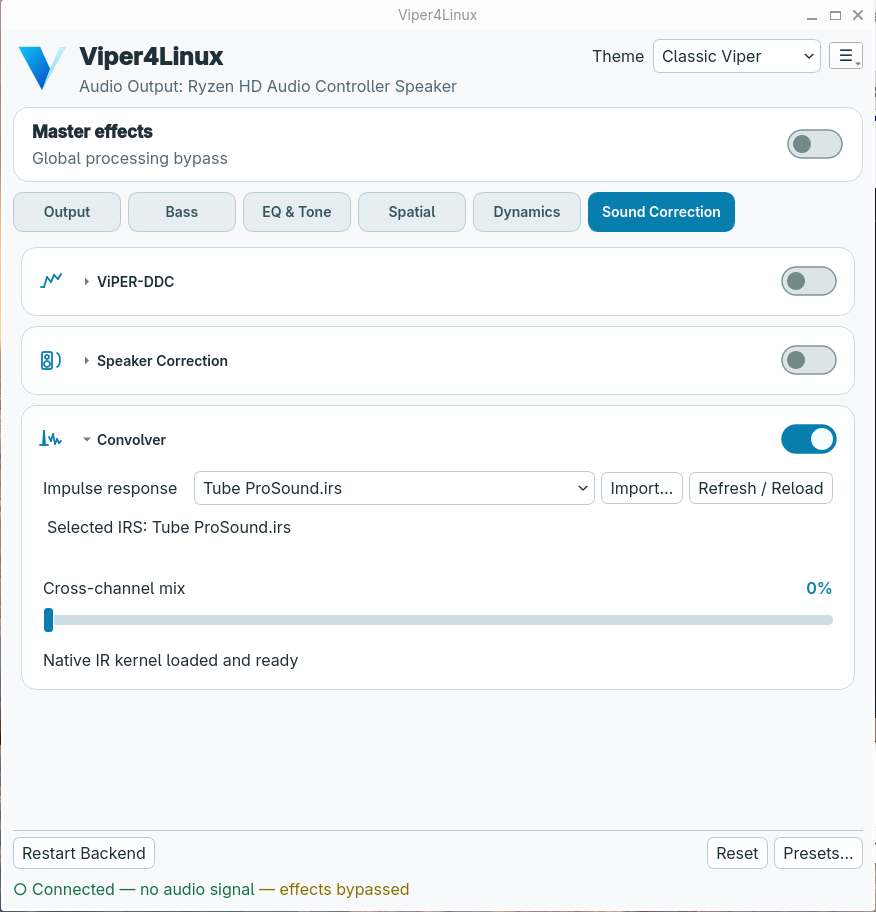 Viper4Linux
Viper4Linux
Audio Output: Ryzen HD Audio Controller Speaker
Theme
Classic Viper
Master effects
Global processing bypass
Output
Bass
EQ & Tone
Spatial
Dynamics
Sound Correction
ViPER-DDC
Speaker Correction
Convolver
Impulse response
Tube ProSound.irs
Import...
Refresh / Reload
Selected IRS: Tube ProSound.irs
Cross-channel mix
0%
Native IR kernel loaded and ready
Restart Backend
Reset
Presets...
Connected — no audio signal — effects bypassed